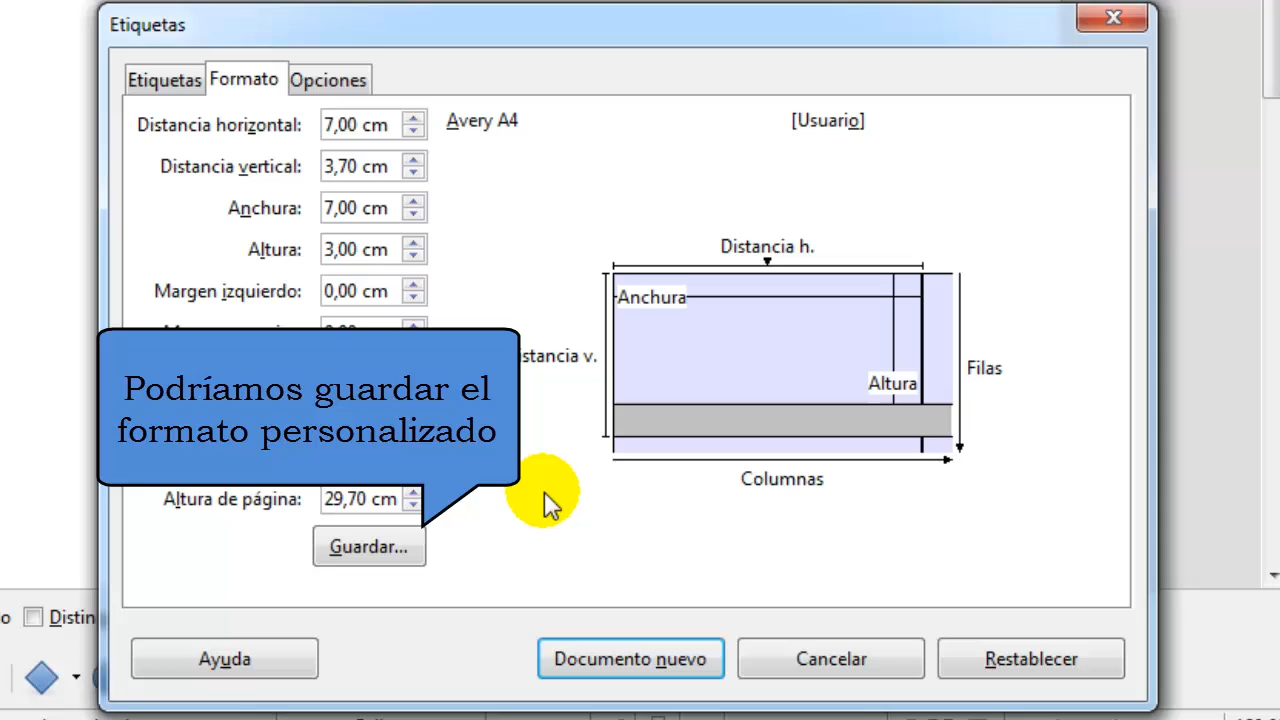 Etiquetas
Etiquetas Formato Opciones
Distancia horizontal: 7,00 cm Avery A4 [Usuario]
Distancia vertical: 3,70 cm
Anchura: 7,00 cm
Altura: 3,00 cm
Distancia h.
Margen izquierdo: 0,00 cm
Anchura
istancia v.
Filas
Altura
Podríamos guardar el
formato personalizado
Columnas
Altura de página: 29,70 cm
Guardar...
o Distin
Ayuda Documento nuevo Cancelar Restablecer